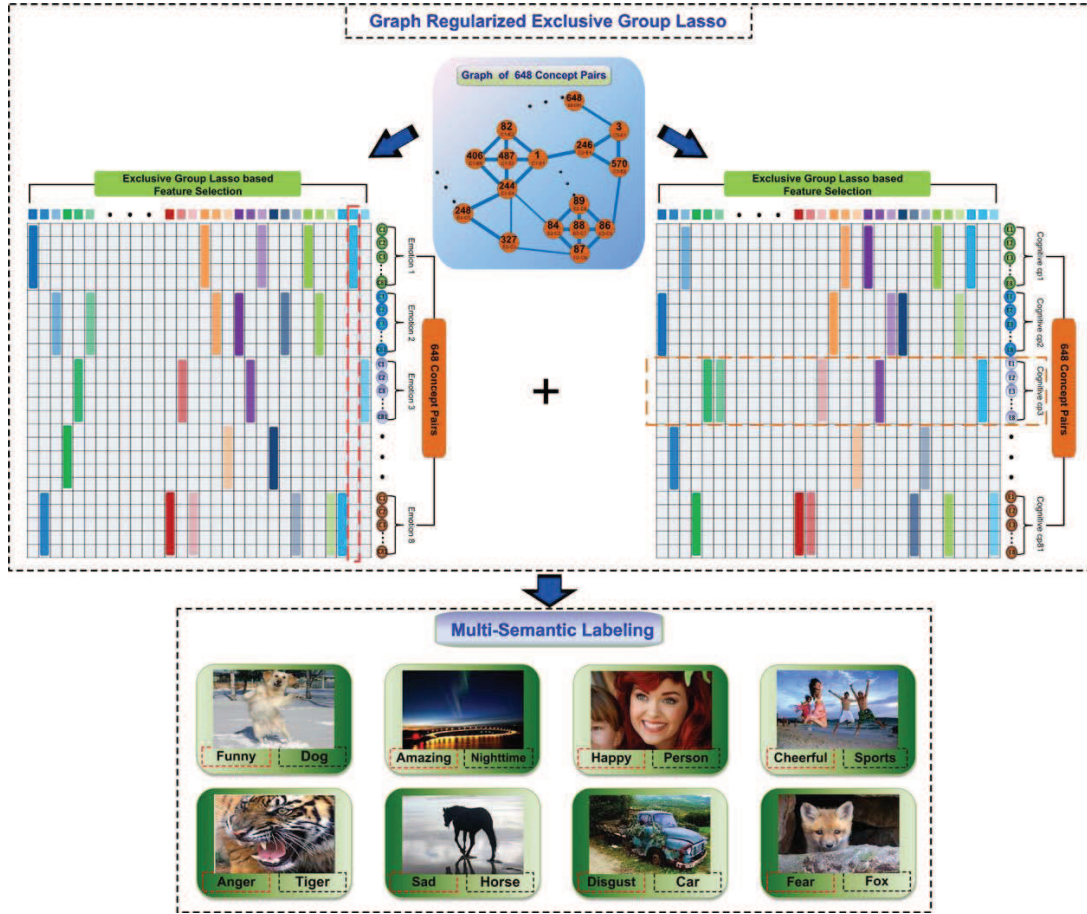 Graph Regularized Exclusive Group Lasso
Graph of 648 Concept Pairs
648
3
82
246
406
487
1
570
244
89
248
84
88
86
327
87
Exclusive Group Lasso based
Feature Selection
Emotion 1
Emotion 2
Emotion 3
Emotion 8
648 Concept Pairs
+
Exclusive Group Lasso based
Feature Selection
Cognitive cp1
Cognitive cp2
Cognitive cp3
Cognitive cp81
648 Concept Pairs
Multi-Semantic Labeling
Funny Dog
Amazing Nighttime
Happy Person
Cheerful Sports
Anger Tiger
Sad Horse
Disgust Car
Fear Fox